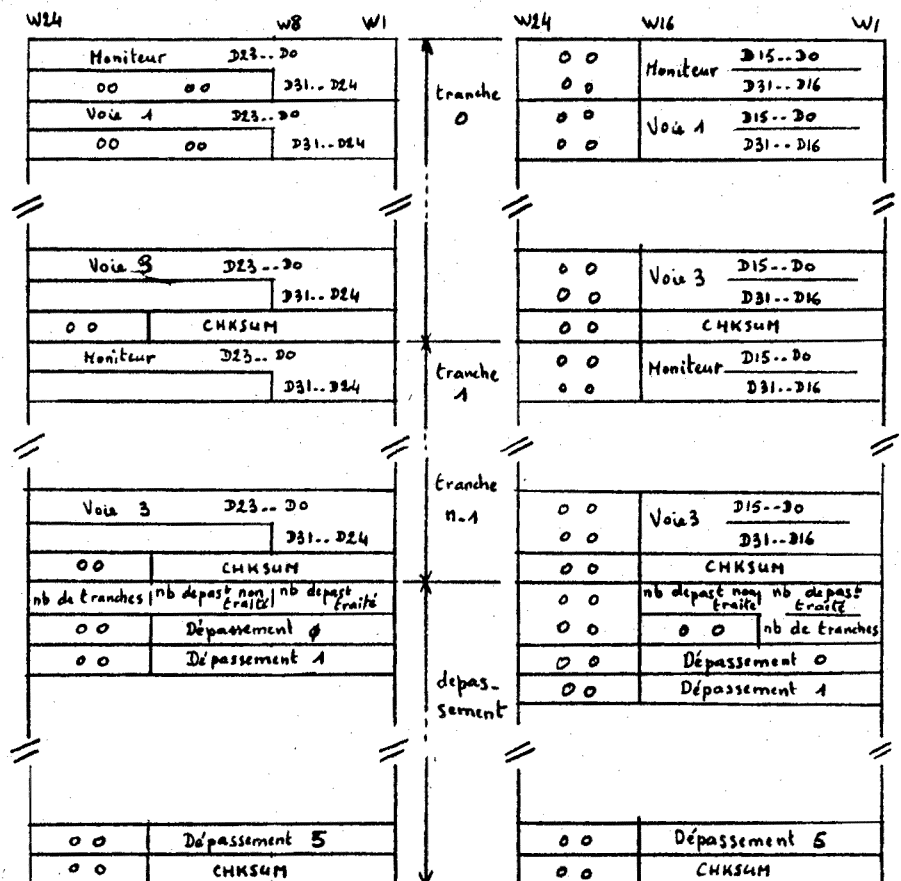 W24 W8 W1
Moniteur D23..D0
00 00 D31..D24
Voie 1 D23..D0
00 00 D31..D24
Voie 3 D23..D0
D31..D24
00 CHKSUM
Moniteur D23..D0
D31..D24
Voie 3 D23..D0
D31..D24
00 CHKSUM
nb de tranches nb depast non traité nb depast traité
00 Dépassement φ
00 Dépassement 1
00 Dépassement 5
00 CHKSUM
tranche
0
tranche
1
tranche
n-1
depas-
sement
W24 W16 W1
00 Moniteur D15..D0
00 D31..D16
00 Voie 1 D15..D0
00 D31..D16
00 Voie 3 D15..D0
00 D31..D16
00 CHKSUM
00 Moniteur D15..D0
00 D31..D16
00 Voie 3 D15..D0
00 D31..D16
00 CHKSUM
00 nb depast non traité nb depast traité
00 00 nb de tranches
00 Dépassement 0
00 Dépassement 1
00 Dépassement 5
00 CHKSUM